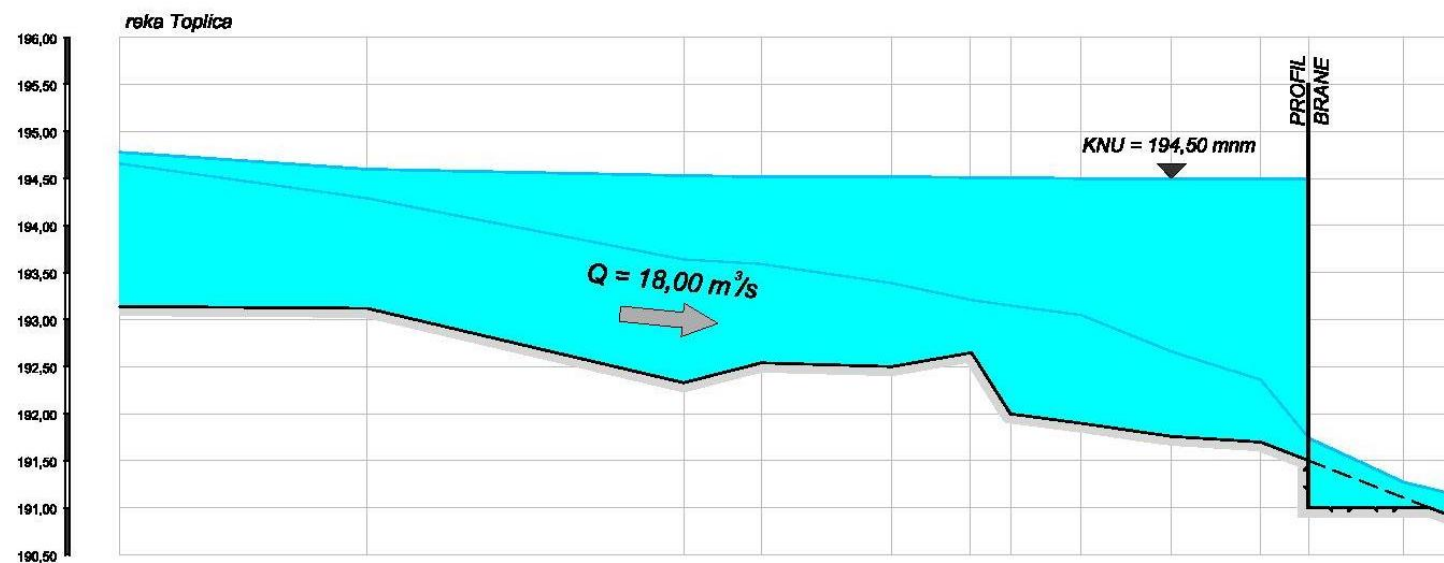 reka Toplica
196,00
195,50
195,00
194,50
194,00
193,50
193,00
192,50
192,00
191,50
191,00
190,50
PROFIL
BRANE
KNU = 194,50 mnm
Q = 18,00 m³/s